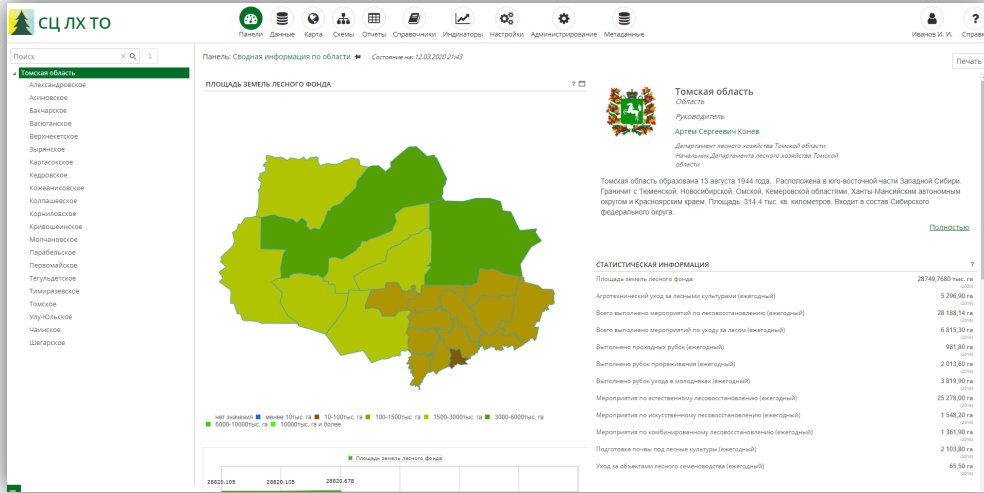 СЦ ЛХ ТО
Панели Данные Карта Схемы Отчеты Справочники Индикаторы Настройки Администрирование Метаданные
Иванов И. И. Справк
Поиск
Панель: Сводная информация по области Состояние на: 12.03.2020 21:43
Печать
Томская область
Александровское
Асиновское
Бакчарское
Васюганское
Верхнекетское
Зырянское
Каргасокское
Кедровское
Кожевниковское
Колпашевское
Корниловское
Кривошеинское
Молчановское
Парабельское
Первомайское
Тегульдетское
Тимирязевское
Томское
Улу-Юльское
Чаинское
Шегарское
ПЛОЩАДЬ ЗЕМЕЛЬ ЛЕСНОГО ФОНДА ?
нет значения менее 10тыс. га 10-100тыс. га 100-1500тыс. га 1500-3000тыс. га 3000-6000тыс. га
6000-10000тыс. га 10000тыс. га и более
Площадь земель лесного фонда
28820.105 28820.105 28820.678
Томская область
Область
Руководитель
Артём Сергеевич Конев
Департамент лесного хозяйства Томской области
Начальник Департамента лесного хозяйства Томской
области
Томская область образована 13 августа 1944 года. Расположена в юго-восточной части Западной Сибири.
Граничит с Тюменской, Новосибирской, Омской, Кемеровской областями, Ханты-Мансийским автономным
округом и Красноярским краем. Площадь: 314,4 тыс. кв. километров. Входит в состав Сибирского
федерального округа.
Полностью
СТАТИСТИЧЕСКАЯ ИНФОРМАЦИЯ ?
Площадь земель лесного фонда 28749,7680 тыс. га
(2020)
Агротехнический уход за лесными культурами (ежегодный) 5 296,90 га
(2019)
Всего выполнено мероприятий по лесовосстановлению (ежегодный) 28 188,14 га
(2019)
Всего выполнено мероприятий по уходу за лесом (ежегодный) 6 815,30 га
(2019)
Выполнено проходных рубок (ежегодный) 981,80 га
(2019)
Выполнено рубок прореживания (ежегодный) 2 013,60 га
(2019)
Выполнено рубок ухода в молодняках (ежегодный) 3 819,90 га
(2019)
Мероприятия по естественному лесовосстановлению (ежегодный) 25 278,00 га
(2019)
Мероприятия по искусственному лесовосстановлению (ежегодный) 1 548,20 га
(2019)
Мероприятия по комбинированному лесовосстановлению (ежегодный) 1 361,90 га
(2019)
Подготовка почвы под лесные культуры (ежегодный) 2 103,80 га
(2019)
Уход за объектами лесного семеноводства (ежегодный) 65,50 га
(2019)